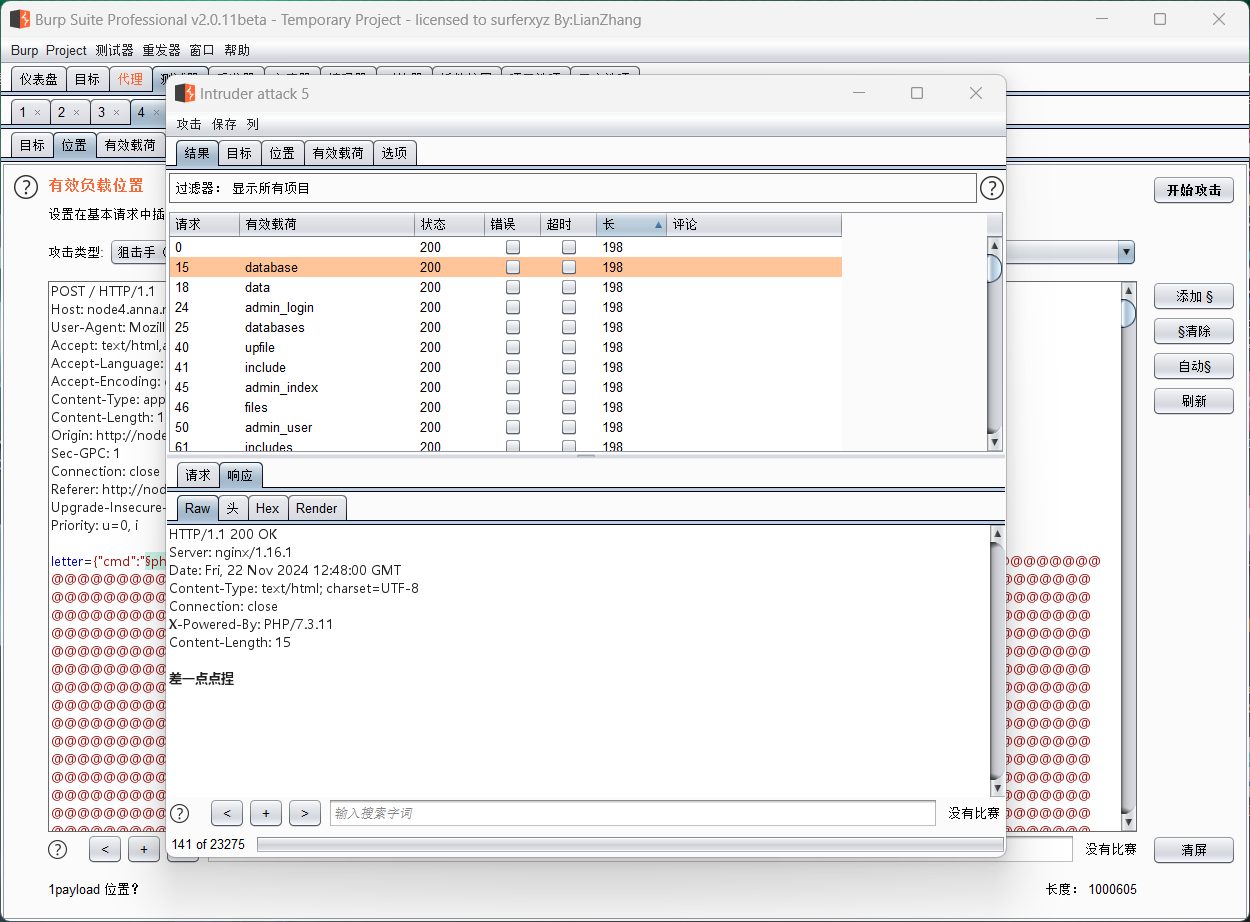 Burp Suite Professional v2.0.11beta - Temporary Project - licensed to surferxyz By:LianZhang
Burp Project 测试器 重发器 窗口 帮助
仪表盘 目标 代理
1 × 2 × 3 × 4 ×
目标 位置 有效载荷
? 有效负载位置
开始攻击
设置在基本请求中插
攻击类型: 狙击手 (
POST / HTTP/1.1
Host: node4.anna.
User-Agent: Mozill
Accept: text/html,
Accept-Language:
Accept-Encoding:
Content-Type: app
Content-Length: 1
Origin: http://node
Sec-GPC: 1
Connection: close
Referer: http://nod
Upgrade-Insecure-
Priority: u=0, i
letter={"cmd":"§ph
@@@@@@@@@
@@@@@@@@@
@@@@@@@@@
@@@@@@@@@
@@@@@@@@@
@@@@@@@@@
@@@@@@@@@
@@@@@@@@@
@@@@@@@@@
@@@@@@@@@
@@@@@@@@@
@@@@@@@@@
@@@@@@@@@
@@@@@@@@@
添加 §
§清除
自动§
刷新
Intruder attack 5
攻击 保存 列
结果 目标 位置 有效载荷 选项
过滤器: 显示所有项目 ?
请求 有效载荷 状态 错误 超时 长 评论
0 200 198
15 database 200 198
18 data 200 198
24 admin_login 200 198
25 databases 200 198
40 upfile 200 198
41 include 200 198
45 admin_index 200 198
46 files 200 198
50 admin_user 200 198
61 includes 200 198
请求 响应
Raw 头 Hex Render
HTTP/1.1 200 OK
Server: nginx/1.16.1
Date: Fri, 22 Nov 2024 12:48:00 GMT
Content-Type: text/html; charset=UTF-8
Connection: close
X-Powered-By: PHP/7.3.11
Content-Length: 15
差一点点捏
? < + > 输入搜索字词 没有比赛
141 of 23275
? < + 没有比赛 清屏
1payload 位置? 长度: 1000605